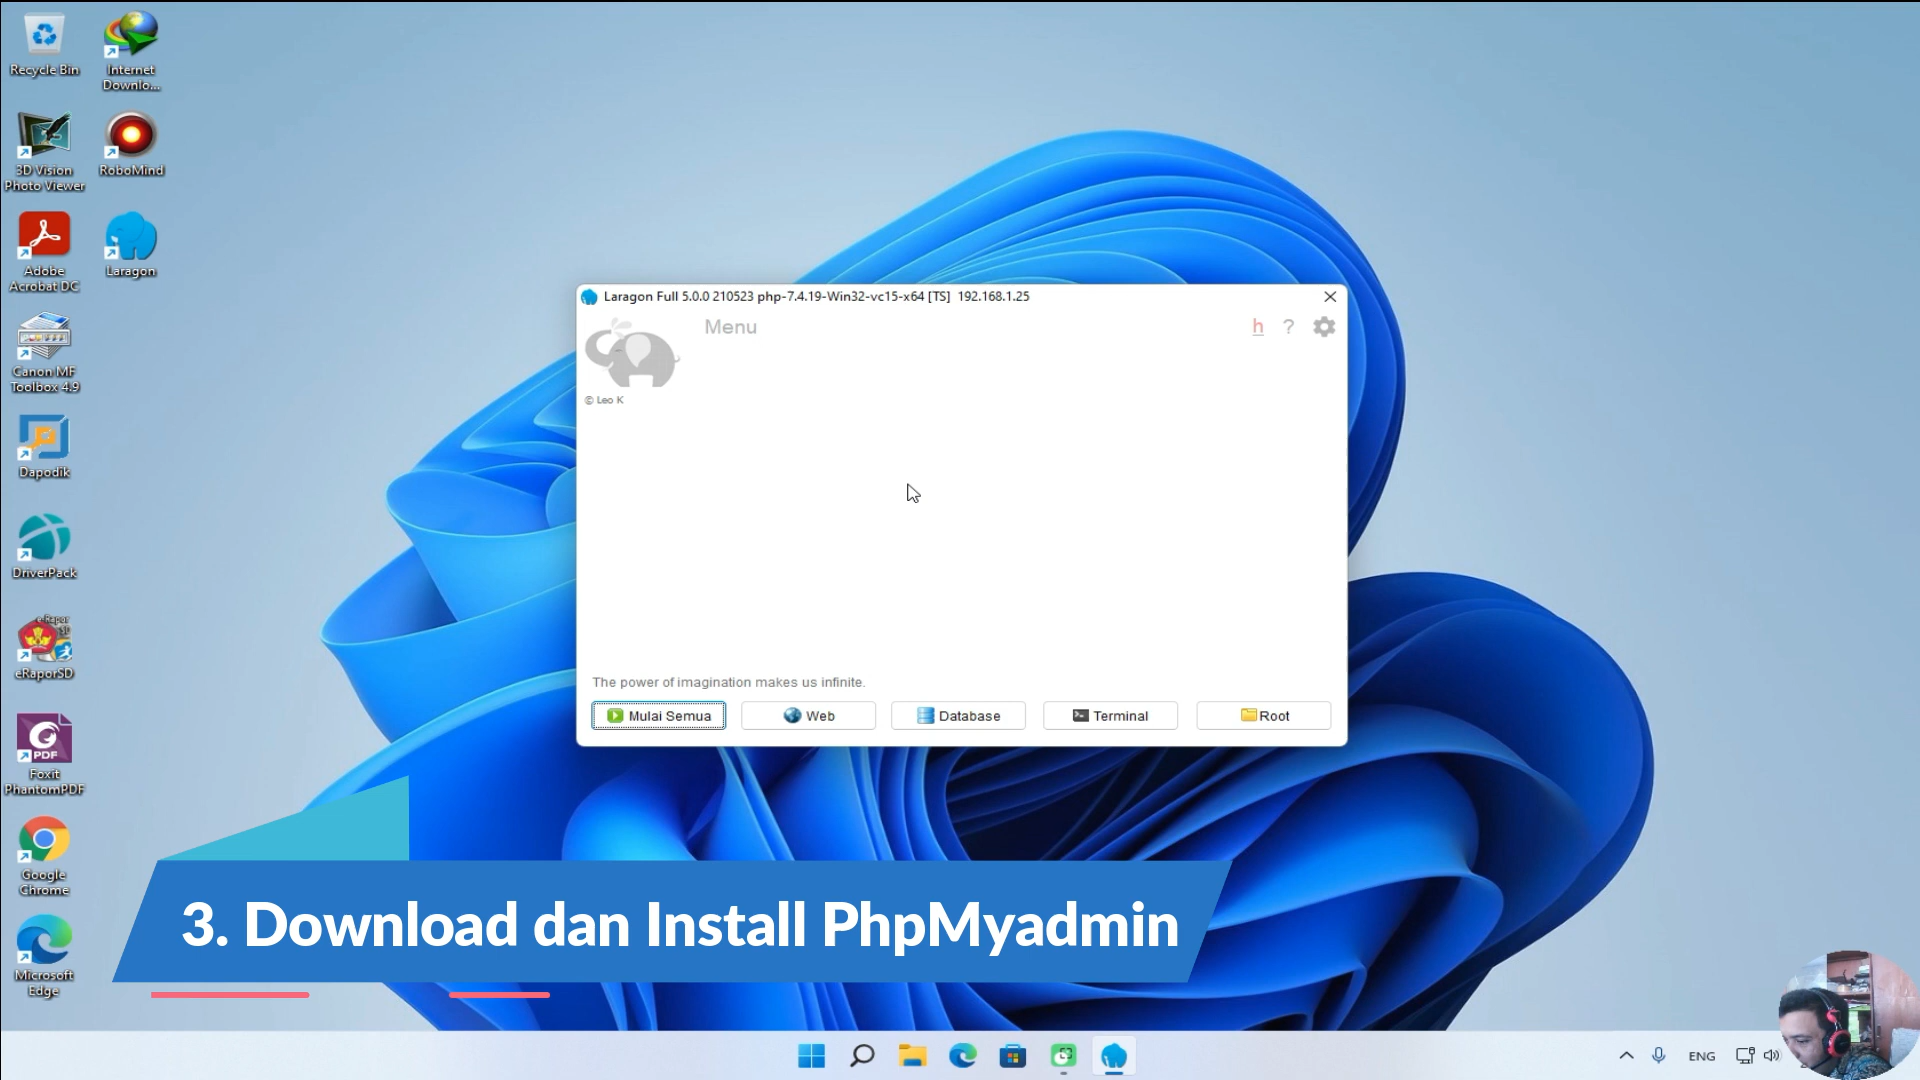 Recycle Bin
Internet
Downlo...
3D Vision
Photo Viewer
RoboMind
Adobe
Acrobat DC
Laragon
Canon MF
Toolbox 4.9
Dapodik
DriverPack
e-Rapor
SD
eRaporSD
PDF
Foxit
PhantomPDF
Google
Chrome
Microsoft
Edge
Laragon Full 5.0.0 210523 php-7.4.19-Win32-vc15-x64 [TS] 192.168.1.25
Menu
h ?
© Leo K
The power of imagination makes us infinite.
Mulai Semua
Web
Database
Terminal
Root
3. Download dan Install PhpMyadmin
ENG